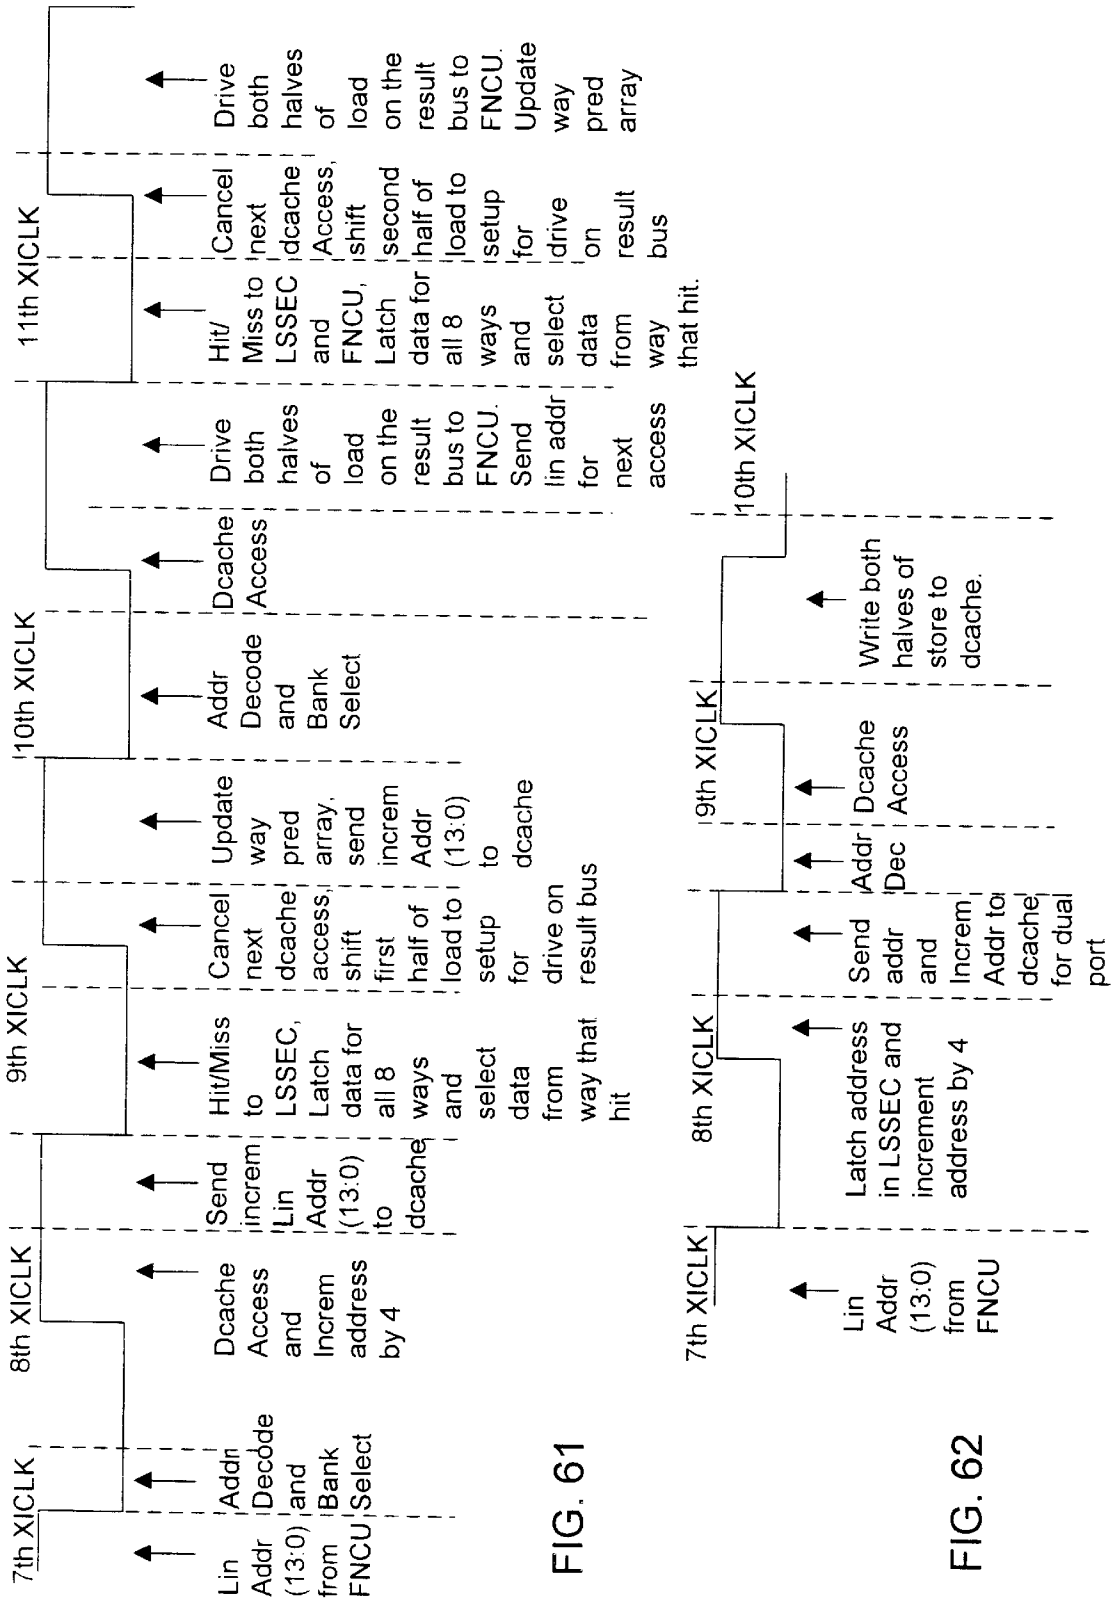 7th XICLK
8th XICLK
9th XICLK
10th XICLK
11th XICLK
Lin
Addr
(13:0)
from
FNCU
Addr
Decode
and
Bank
Select
Dcache
Access
and
Increm
address
by 4
Send
increm
Lin
Addr
(13:0)
to
dcache
Hit/Miss
to
LSSEC,
Latch
data for
all 8
ways
and
select
data
from
way that
hit
Cancel
next
dcache
access,
shift
first
half of
load to
setup
for
drive on
result bus
Update
way
pred
array,
send
increm
Addr
(13:0)
to
dcache
Addr
Decode
and
Bank
Select
Dcache
Access
Drive
both
halves
of
load
on the
result
bus to
FNCU.
Send
lin addr
for
next
access
Hit/
Miss to
LSSEC
and
FNCU,
Latch
data for
all 8
ways
and
select
data
from
way
that hit.
Cancel
next
dcache
Access,
shift
second
half of
load to
setup
for
drive
on
result
bus
Drive
both
halves
of
load
on the
result
bus to
FNCU.
Update
way
pred
array
FIG. 61
7th XICLK
8th XICLK
9th XICLK
10th XICLK
Lin
Addr
(13:0)
from
FNCU
Latch address
in LSSEC and
increment
address by 4
Send
addr
and
Increm
Addr to
dcache
for dual
port
Addr
Dec
Dcache
Access
Write both
halves of
store to
dcache.
FIG. 62